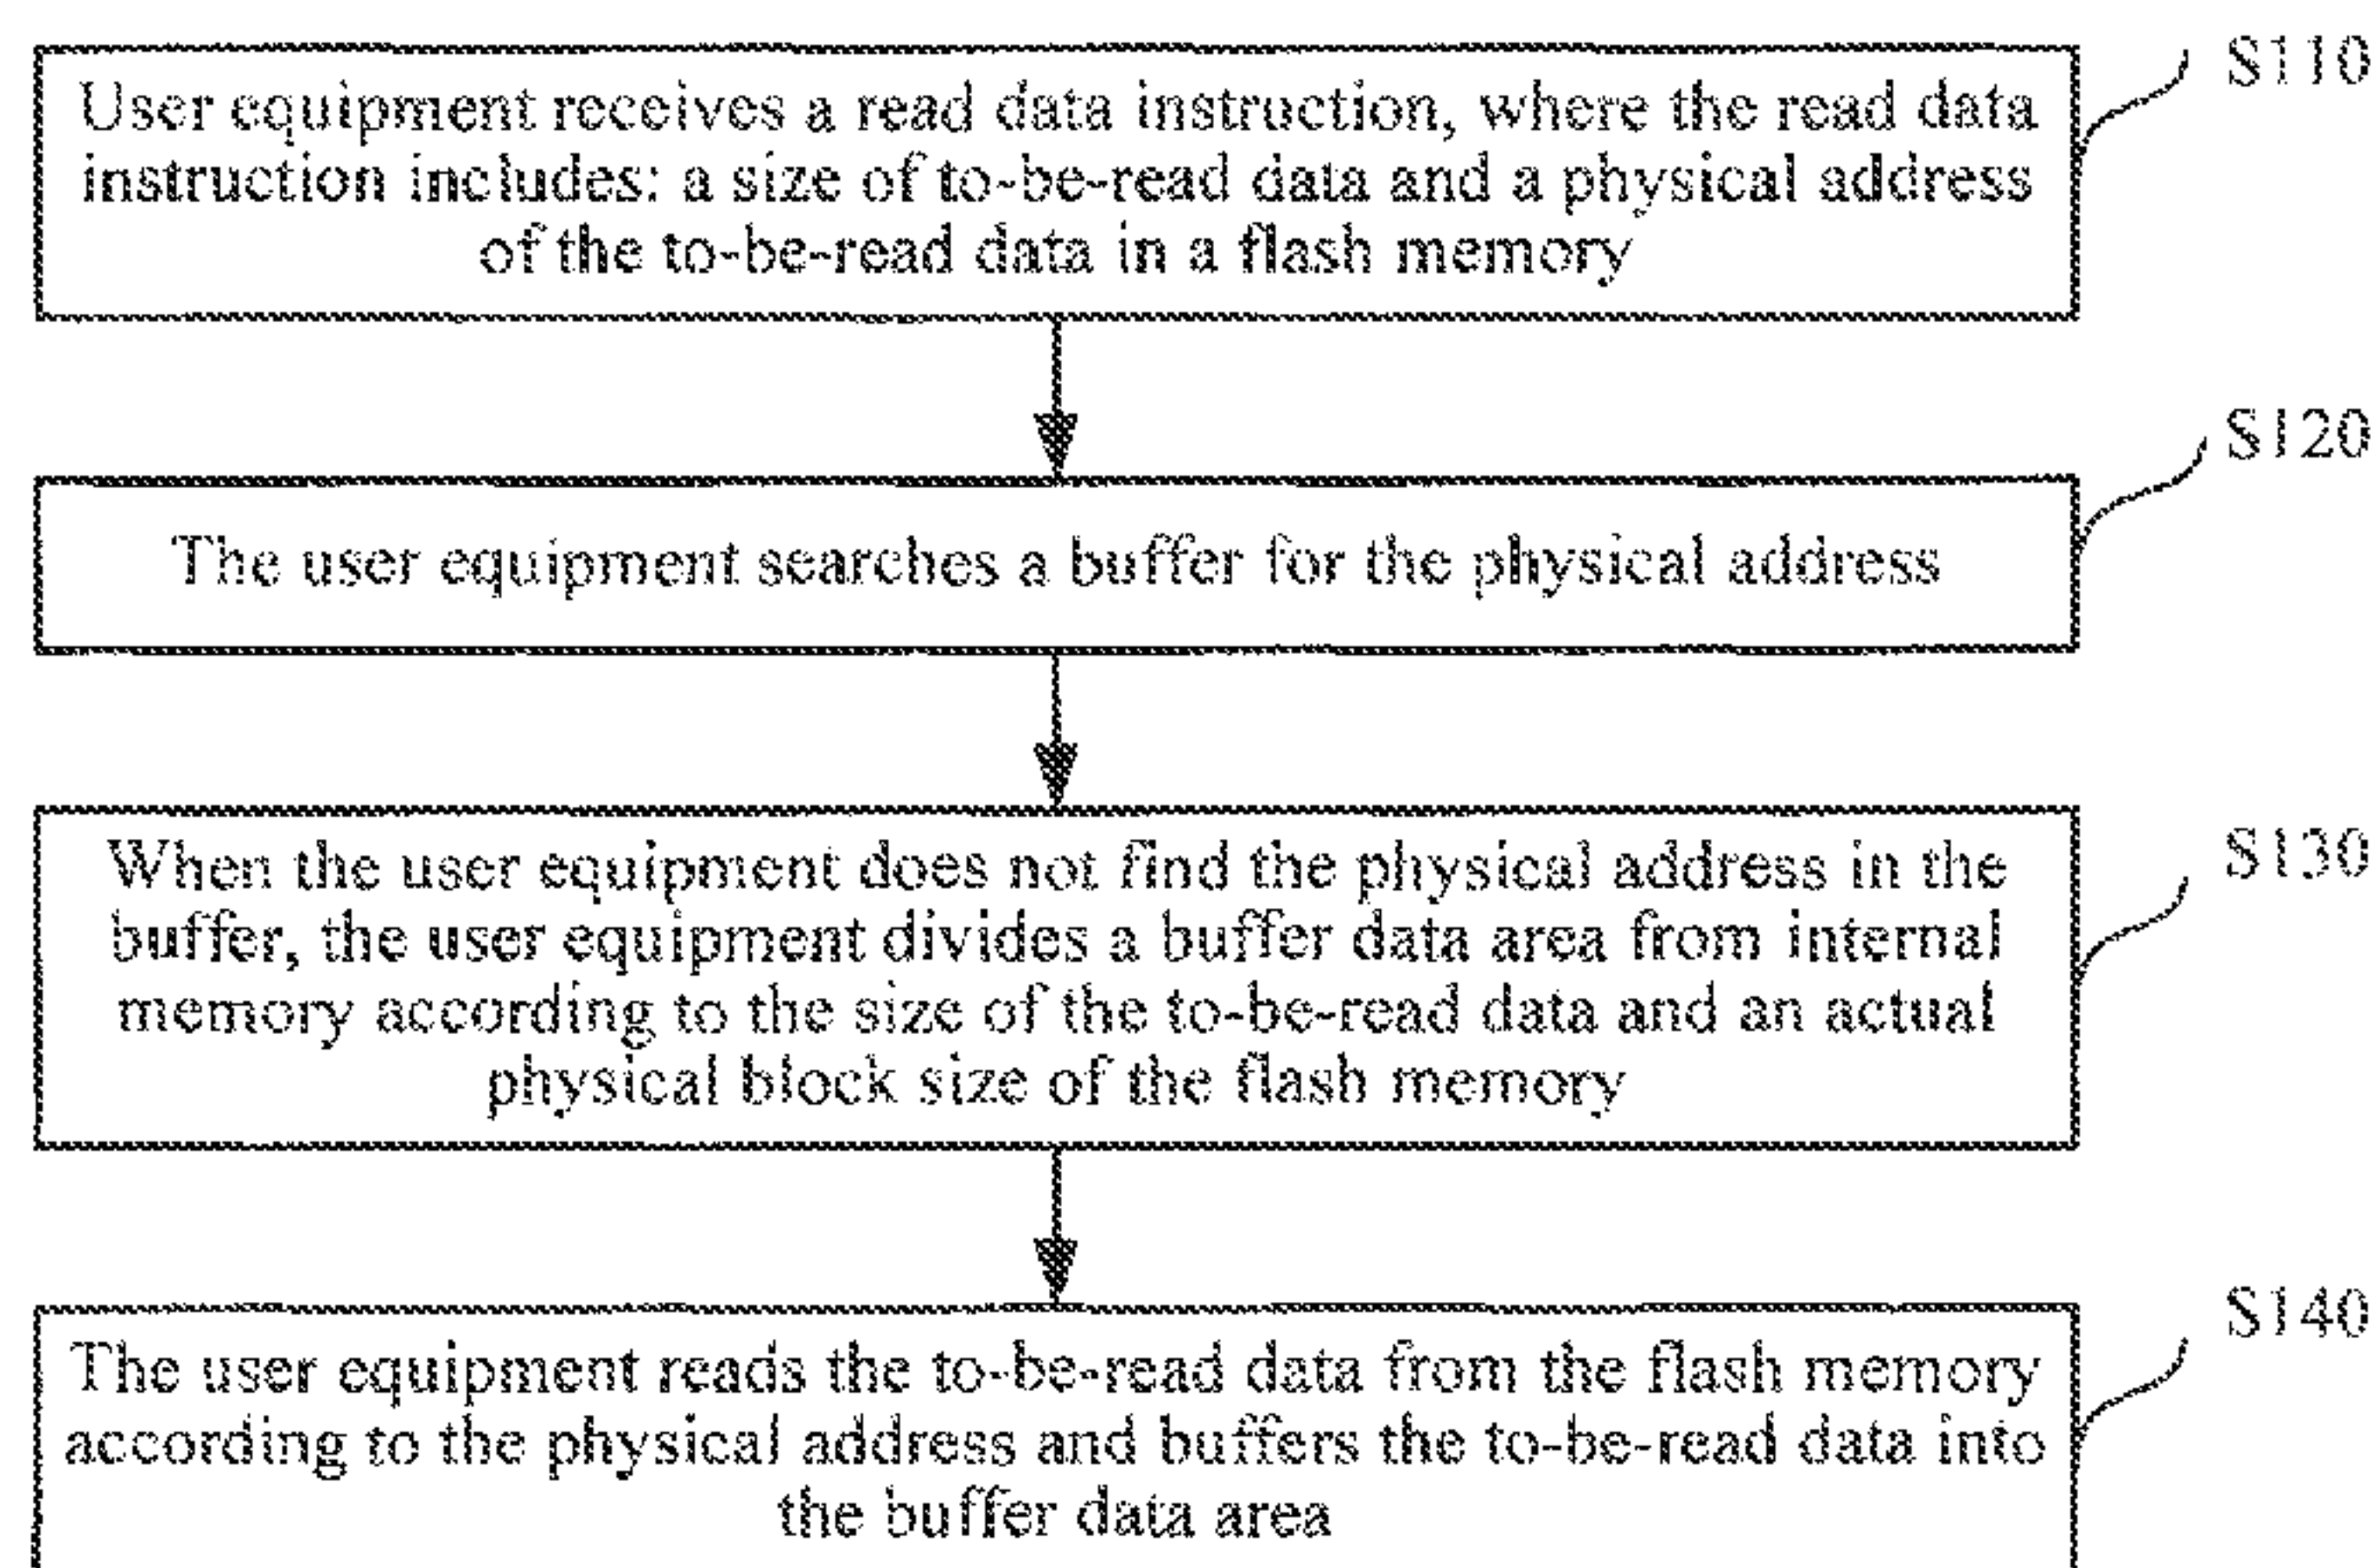 S110
User equipment receives a read data instruction, where the read data
instruction includes: a size of to-be-read data and a physical address
of the to-be-read data in a flash memory
S120
The user equipment searches a buffer for the physical address
S130
When the user equipment does not find the physical address in the
buffer, the user equipment divides a buffer data area from internal
memory according to the size of the to-be-read data and an actual
physical block size of the flash memory
S140
The user equipment reads the to-be-read data from the flash memory
according to the physical address and buffers the to-be-read data into
the buffer data area